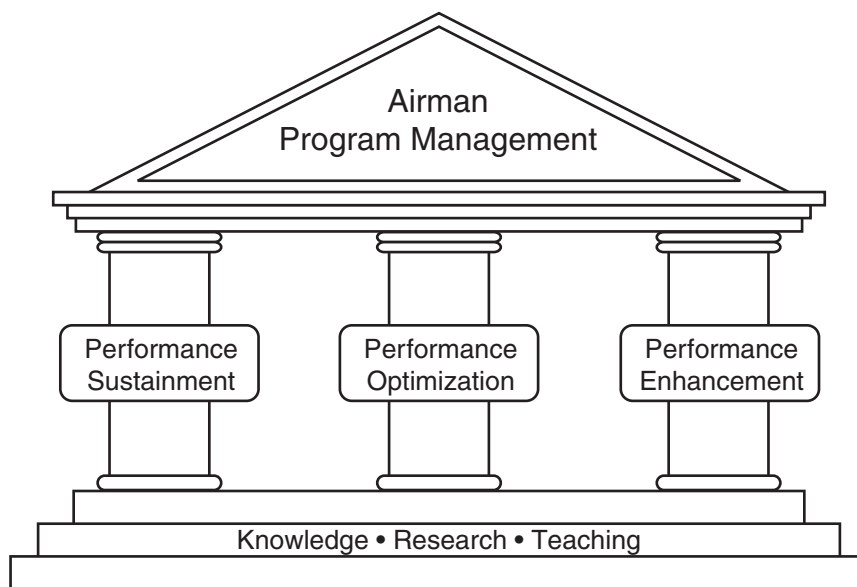 Airman
Program Management
Performance
Sustainment
Performance
Optimization
Performance
Enhancement
Knowledge • Research • Teaching